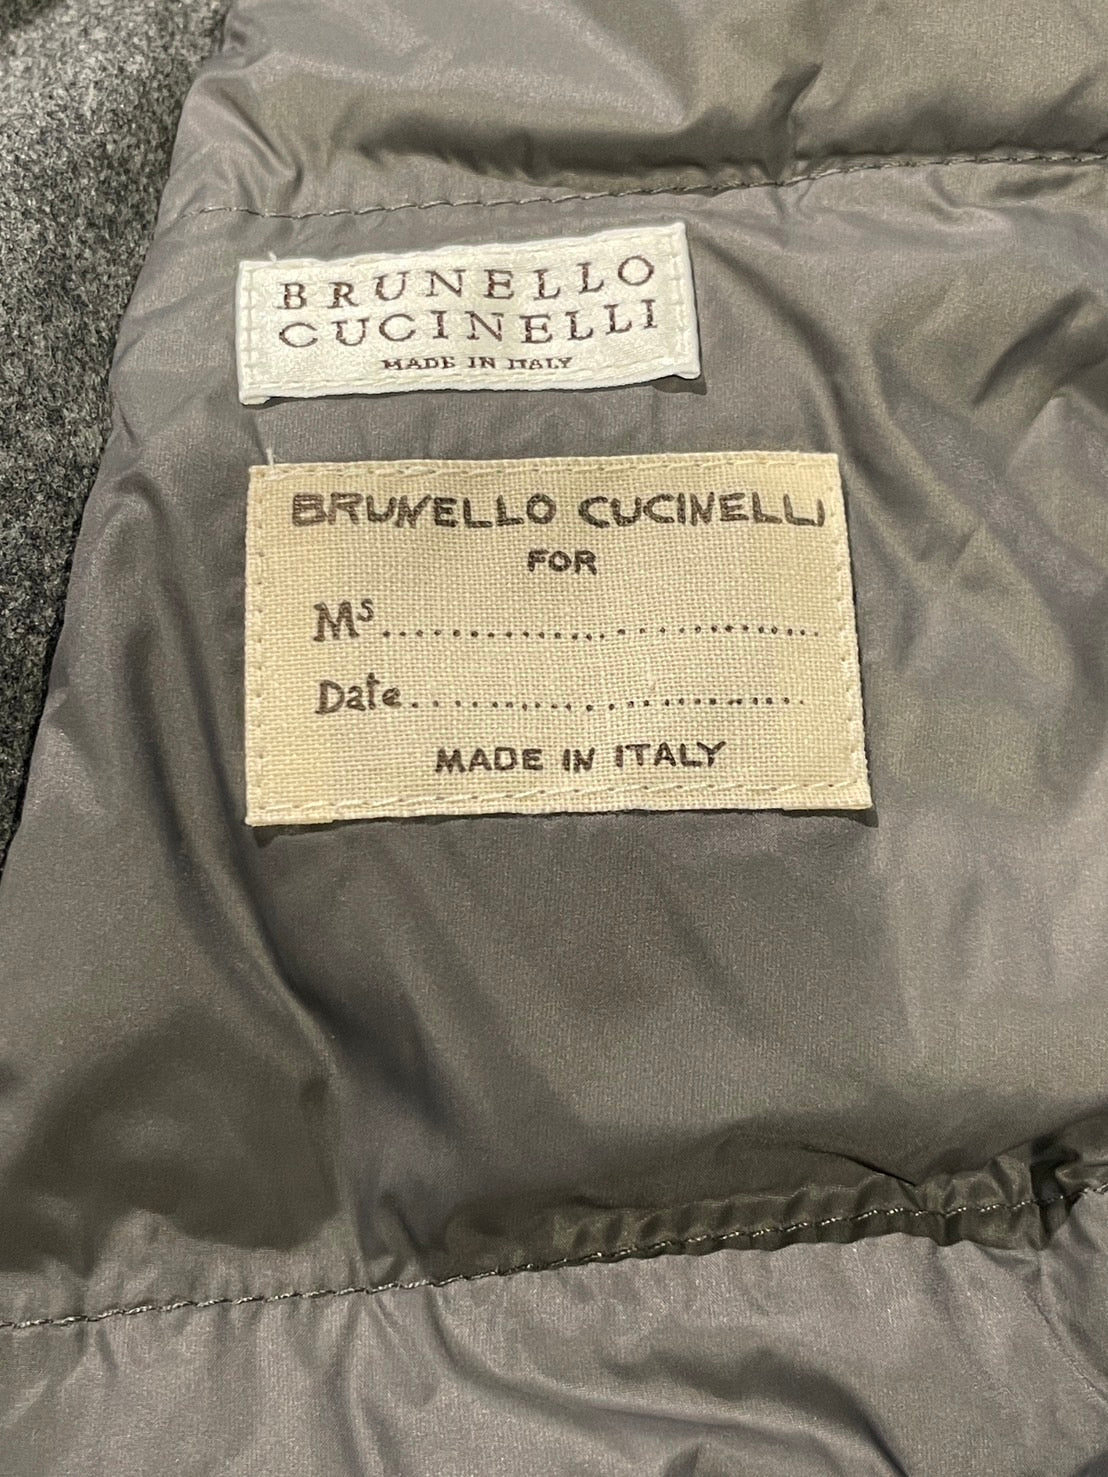 BRUNELLO
CUCINELLI
MADE IN ITALY
BRUNELLO CUCINELLI
FOR
Ms........................................
Date........................................
MADE IN ITALY